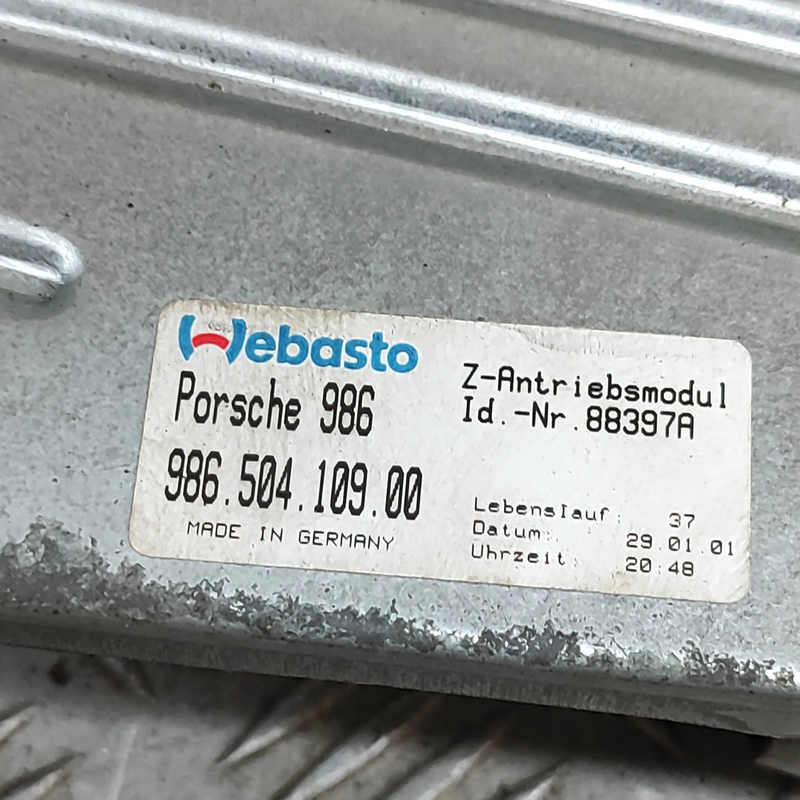 Webasto
Porsche 986
986.504.109.00
MADE IN GERMANY
Z-Antriebsmodul
Id.-Nr.88397A
Lebenslauf: 37
Datum: 29.01.01
Uhrzeit: 20:48